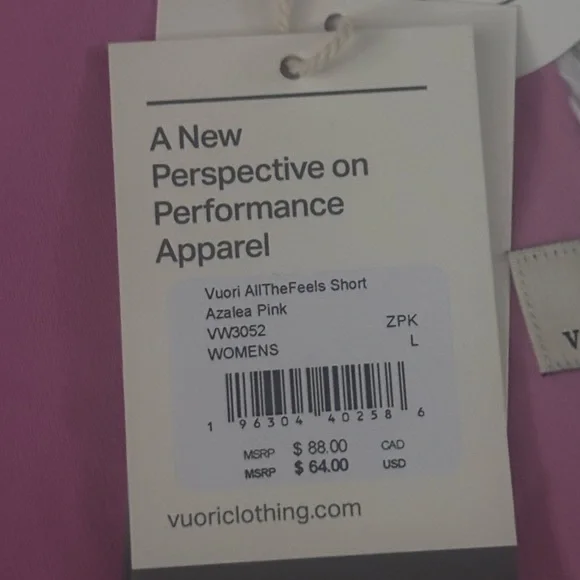 A New
Perspective on
Performance
Apparel
Vuori AllTheFeels Short
Azalea Pink
VW3052 ZPK
WOMENS L
1 96304 40258 6
MSRP $ 88.00 CAD
MSRP $ 64.00 USD
vuoriclothing.com
V